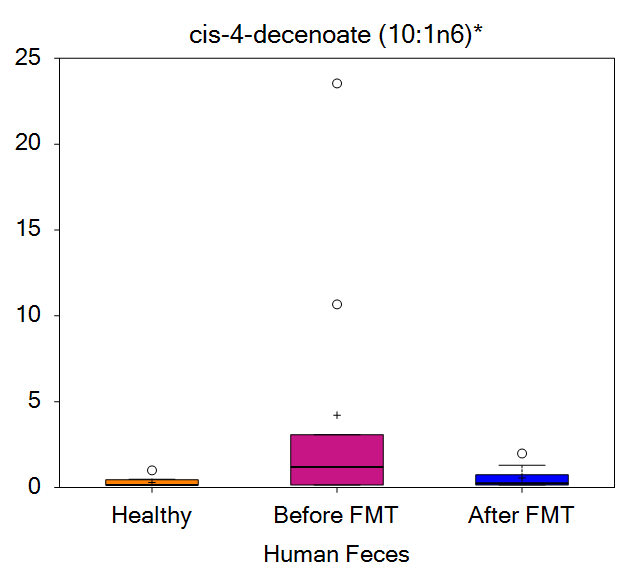 cis-4-decenoate (10:1n6)*
25
20
15
10
5
0
Healthy Before FMT After FMT
Human Feces